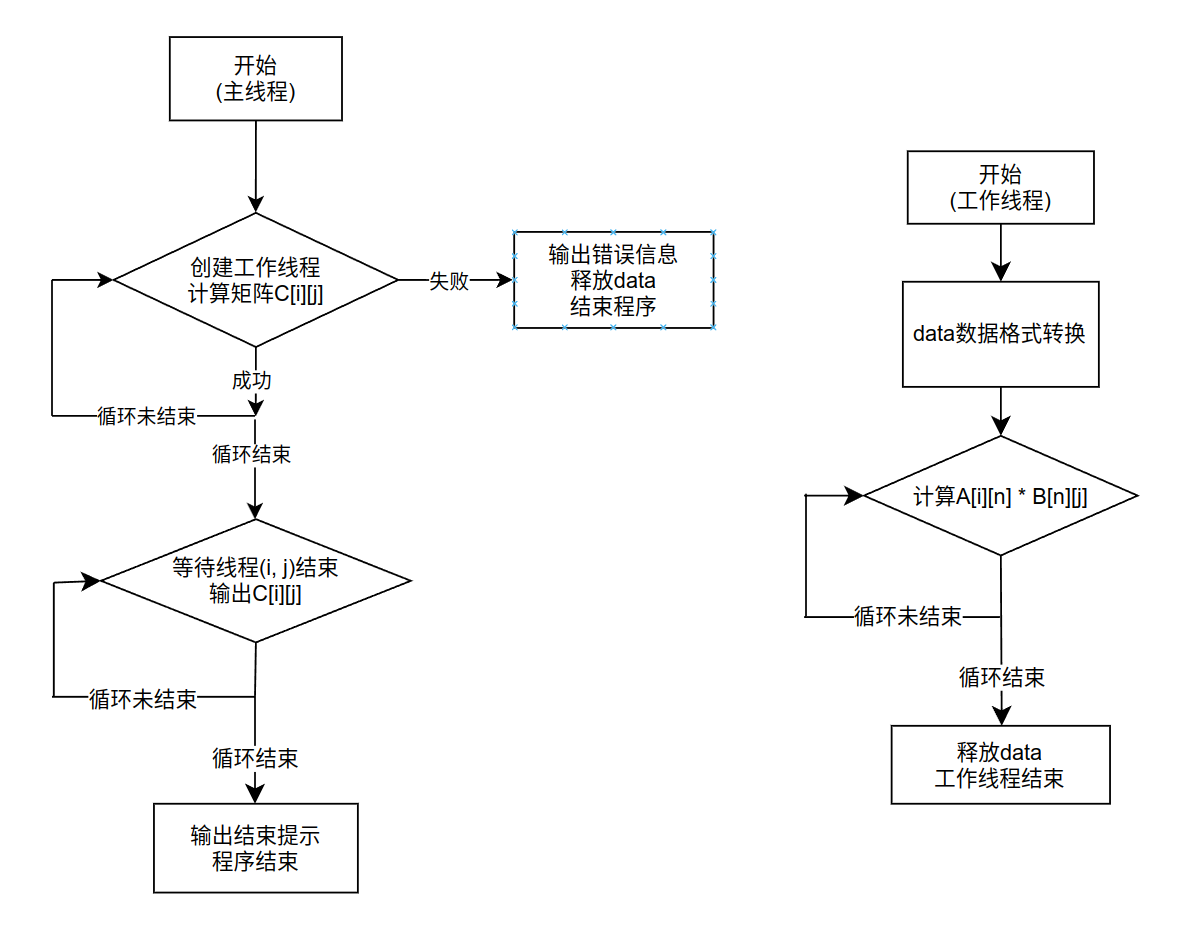 开始
(主线程)
创建工作线程
计算矩阵C[i][j]
失败
输出错误信息
释放data
结束程序
成功
循环未结束
循环结束
等待线程(i, j)结束
输出C[i][j]
循环未结束
循环结束
输出结束提示
程序结束
开始
(工作线程)
data数据格式转换
计算A[i][n] * B[n][j]
循环未结束
循环结束
释放data
工作线程结束